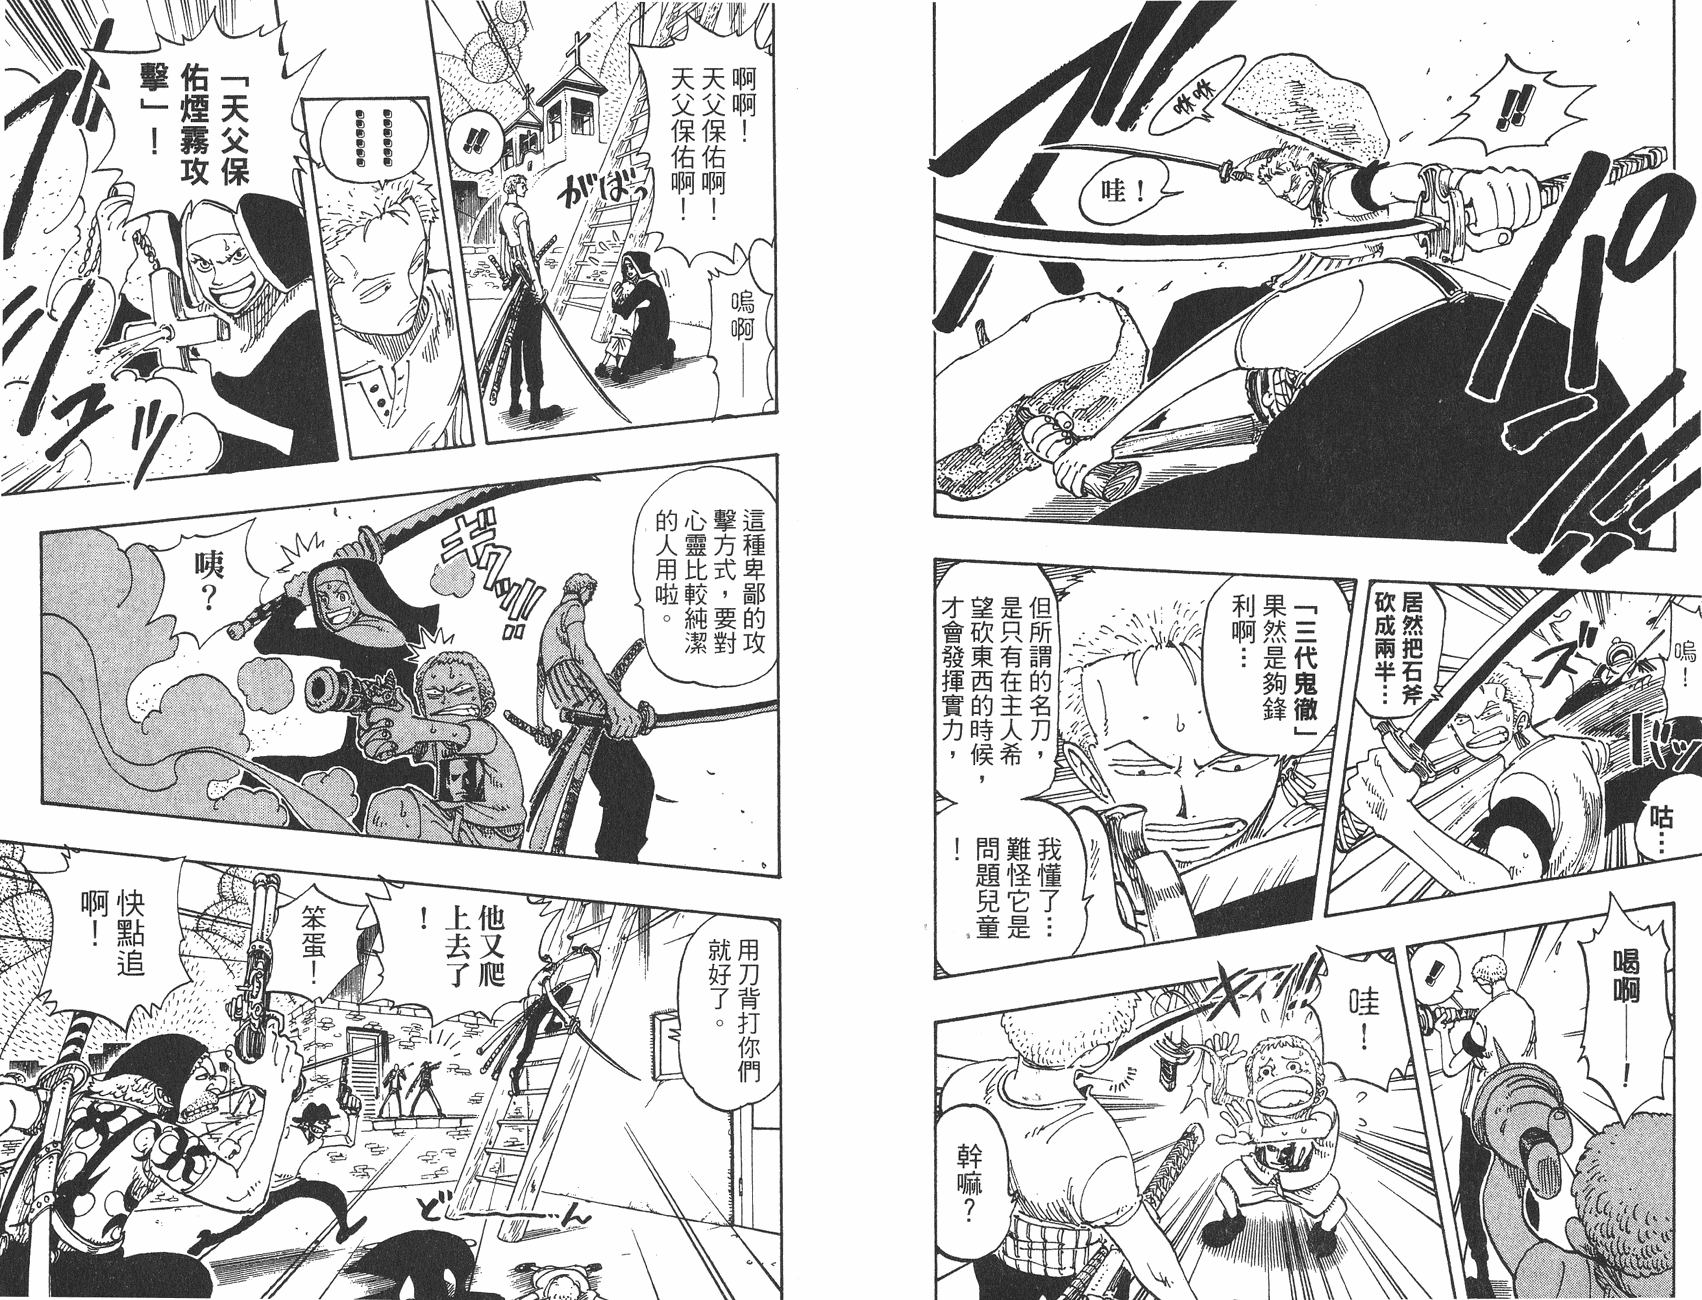 !!
咻咻
哇！
嗚！
居然把石斧
砍成兩半…
ズ
バッ
咕…
「三代鬼徹」
果然是夠鋒
利啊…
但所謂的名刀，
是只有在主人希
望砍東西的時候，
才會發揮實力，
我懂了…
難怪它是
問題兒童
！
喝啊——！
!!
哇！
幹嘛？
啊啊！
天父保佑啊！
天父保佑啊！
嗚啊——
!!
がばっ
…………
「天父保
佑煙霧攻
擊」！
ブシュッ
這種卑鄙的攻
擊方式，要對
心靈比較純潔
的人用啦。
ギクッ!!
咦？
用刀背打你們
就好了。
他又爬
上去了
！
笨蛋！
快點追
啊！
ど——ん